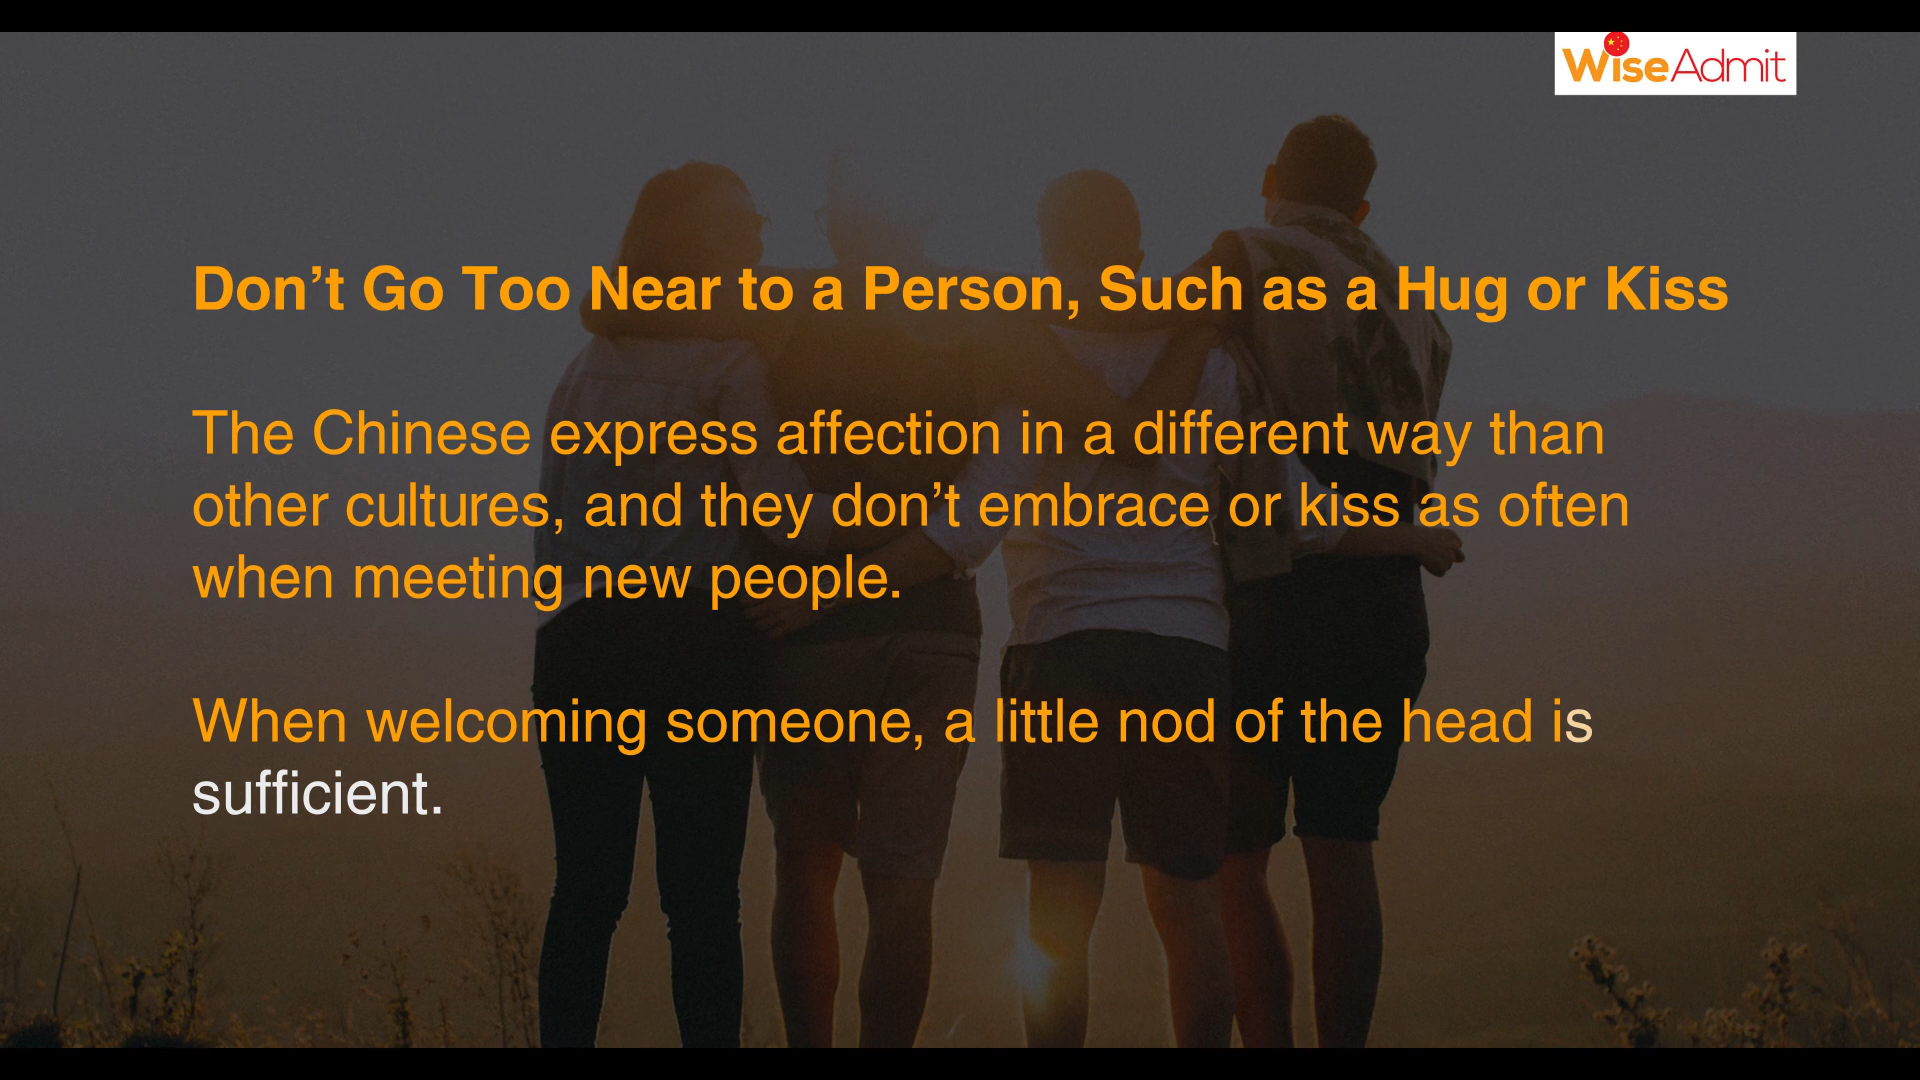 WiseAdmit
Don’t Go Too Near to a Person, Such as a Hug or Kiss
The Chinese express affection in a different way than
other cultures, and they don’t embrace or kiss as often
when meeting new people.
When welcoming someone, a little nod of the head is
sufficient.